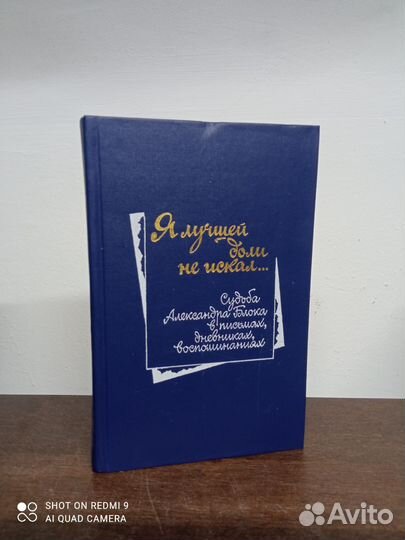 Я лучшей
доли
не искал...
Судьба
Александра Блока
в письмах,
дневниках,
воспоминаниях
SHOT ON REDMI 9
AI QUAD CAMERA
Avito